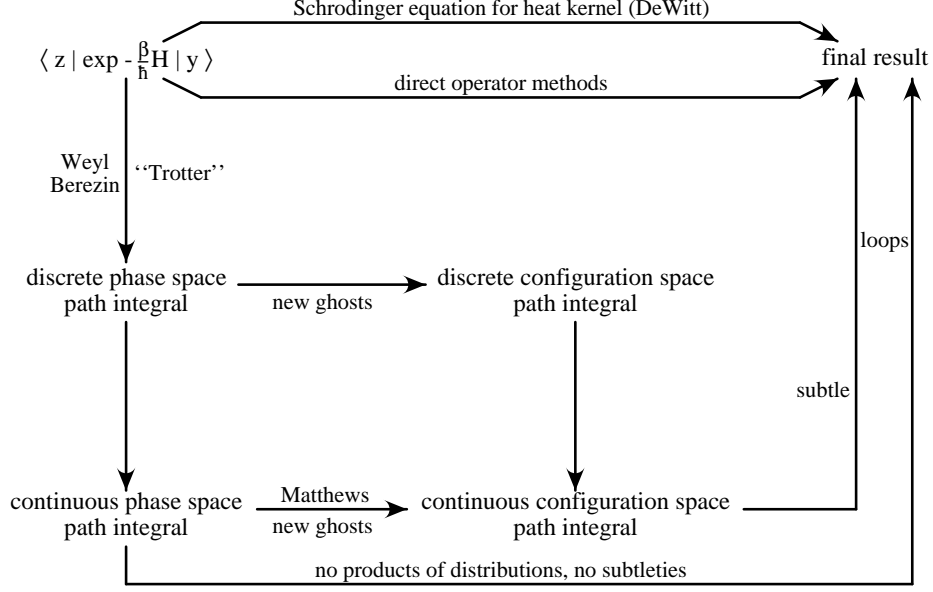 Schrodinger equation for heat kernel (DeWitt)
⟨ z | exp - β/ħ H | y ⟩
final result
direct operator methods
Weyl
Berezin
‘‘Trotter’’
loops
discrete phase space
path integral
new ghosts
discrete configuration space
path integral
subtle
continuous phase space
path integral
Matthews
new ghosts
continuous configuration space
path integral
no products of distributions, no subtleties